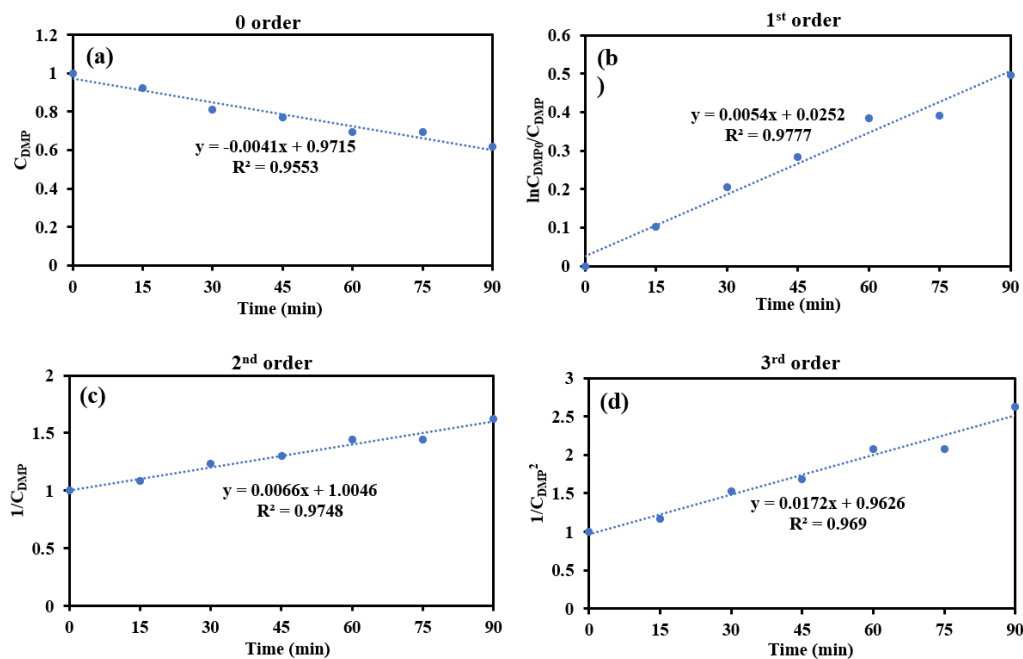 0 order
(a)
1.2
1
0.8
0.6
0.4
0.2
0
C_DMP
y = -0.0041x + 0.9715
R² = 0.9553
0 15 30 45 60 75 90
Time (min)
1st order
(b
)
0.6
0.5
0.4
0.3
0.2
0.1
0
lnC_DMP0/C_DMP
y = 0.0054x + 0.0252
R² = 0.9777
0 15 30 45 60 75 90
Time (min)
2nd order
(c)
2
1.5
1
0.5
0
1/C_DMP
y = 0.0066x + 1.0046
R² = 0.9748
0 15 30 45 60 75 90
Time (min)
3rd order
(d)
3
2.5
2
1.5
1
0.5
0
1/C_DMP²
y = 0.0172x + 0.9626
R² = 0.969
0 15 30 45 60 75 90
Time (min)